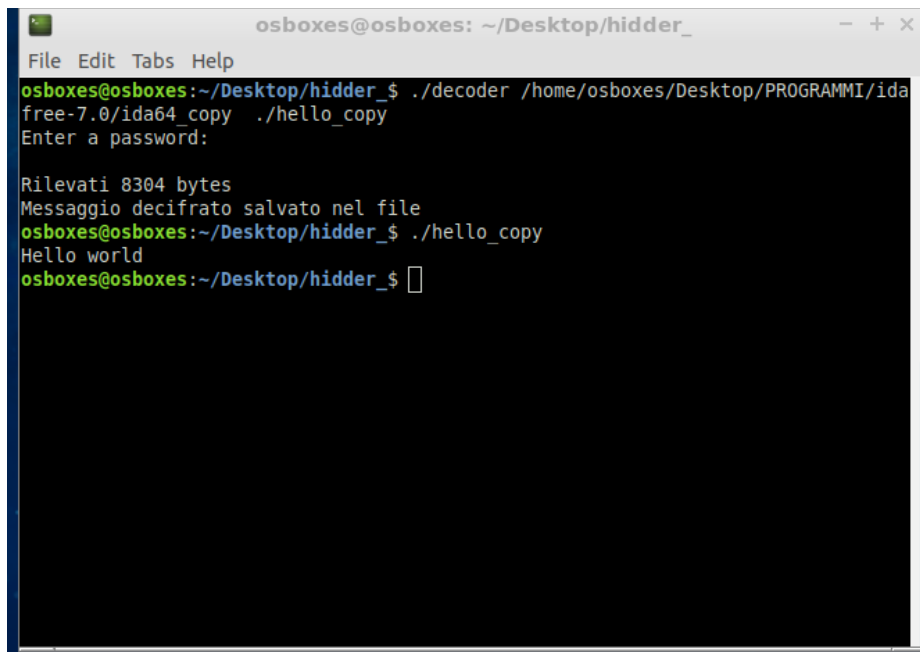 osboxes@osboxes: ~/Desktop/hidder_
File Edit Tabs Help
osboxes@osboxes:~/Desktop/hidder_$ ./decoder /home/osboxes/Desktop/PROGRAMMI/ida
free-7.0/ida64_copy  ./hello_copy
Enter a password:
Rilevati 8304 bytes
Messaggio decifrato salvato nel file
osboxes@osboxes:~/Desktop/hidder_$ ./hello_copy
Hello world
osboxes@osboxes:~/Desktop/hidder_$